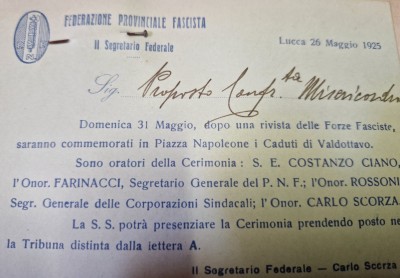 FEDERAZIONE PROVINCIALE FASCISTA
Il Segretario Federale
Lucca 26 Maggio 1925
Sig. Proposto Confr.ta Misericordia
Domenica 31 Maggio, dopo una rivista delle Forze Fasciste,
saranno commemorati in Piazza Napoleone i Caduti di Valdottavo.
Sono oratori della Cerimonia : S. E. COSTANZO CIANO,
l'Onor. FARINACCI, Segretario Generale del P. N. F.; l'Onor. ROSSONI
Segr. Generale delle Corporazioni Sindacali; l'Onor. CARLO SCORZA.
La S. S. potrà presenziare la Cerimonia prendendo posto ne
la Tribuna distinta dalla lettera A.
Il Segretario Federale - Carlo Scorza